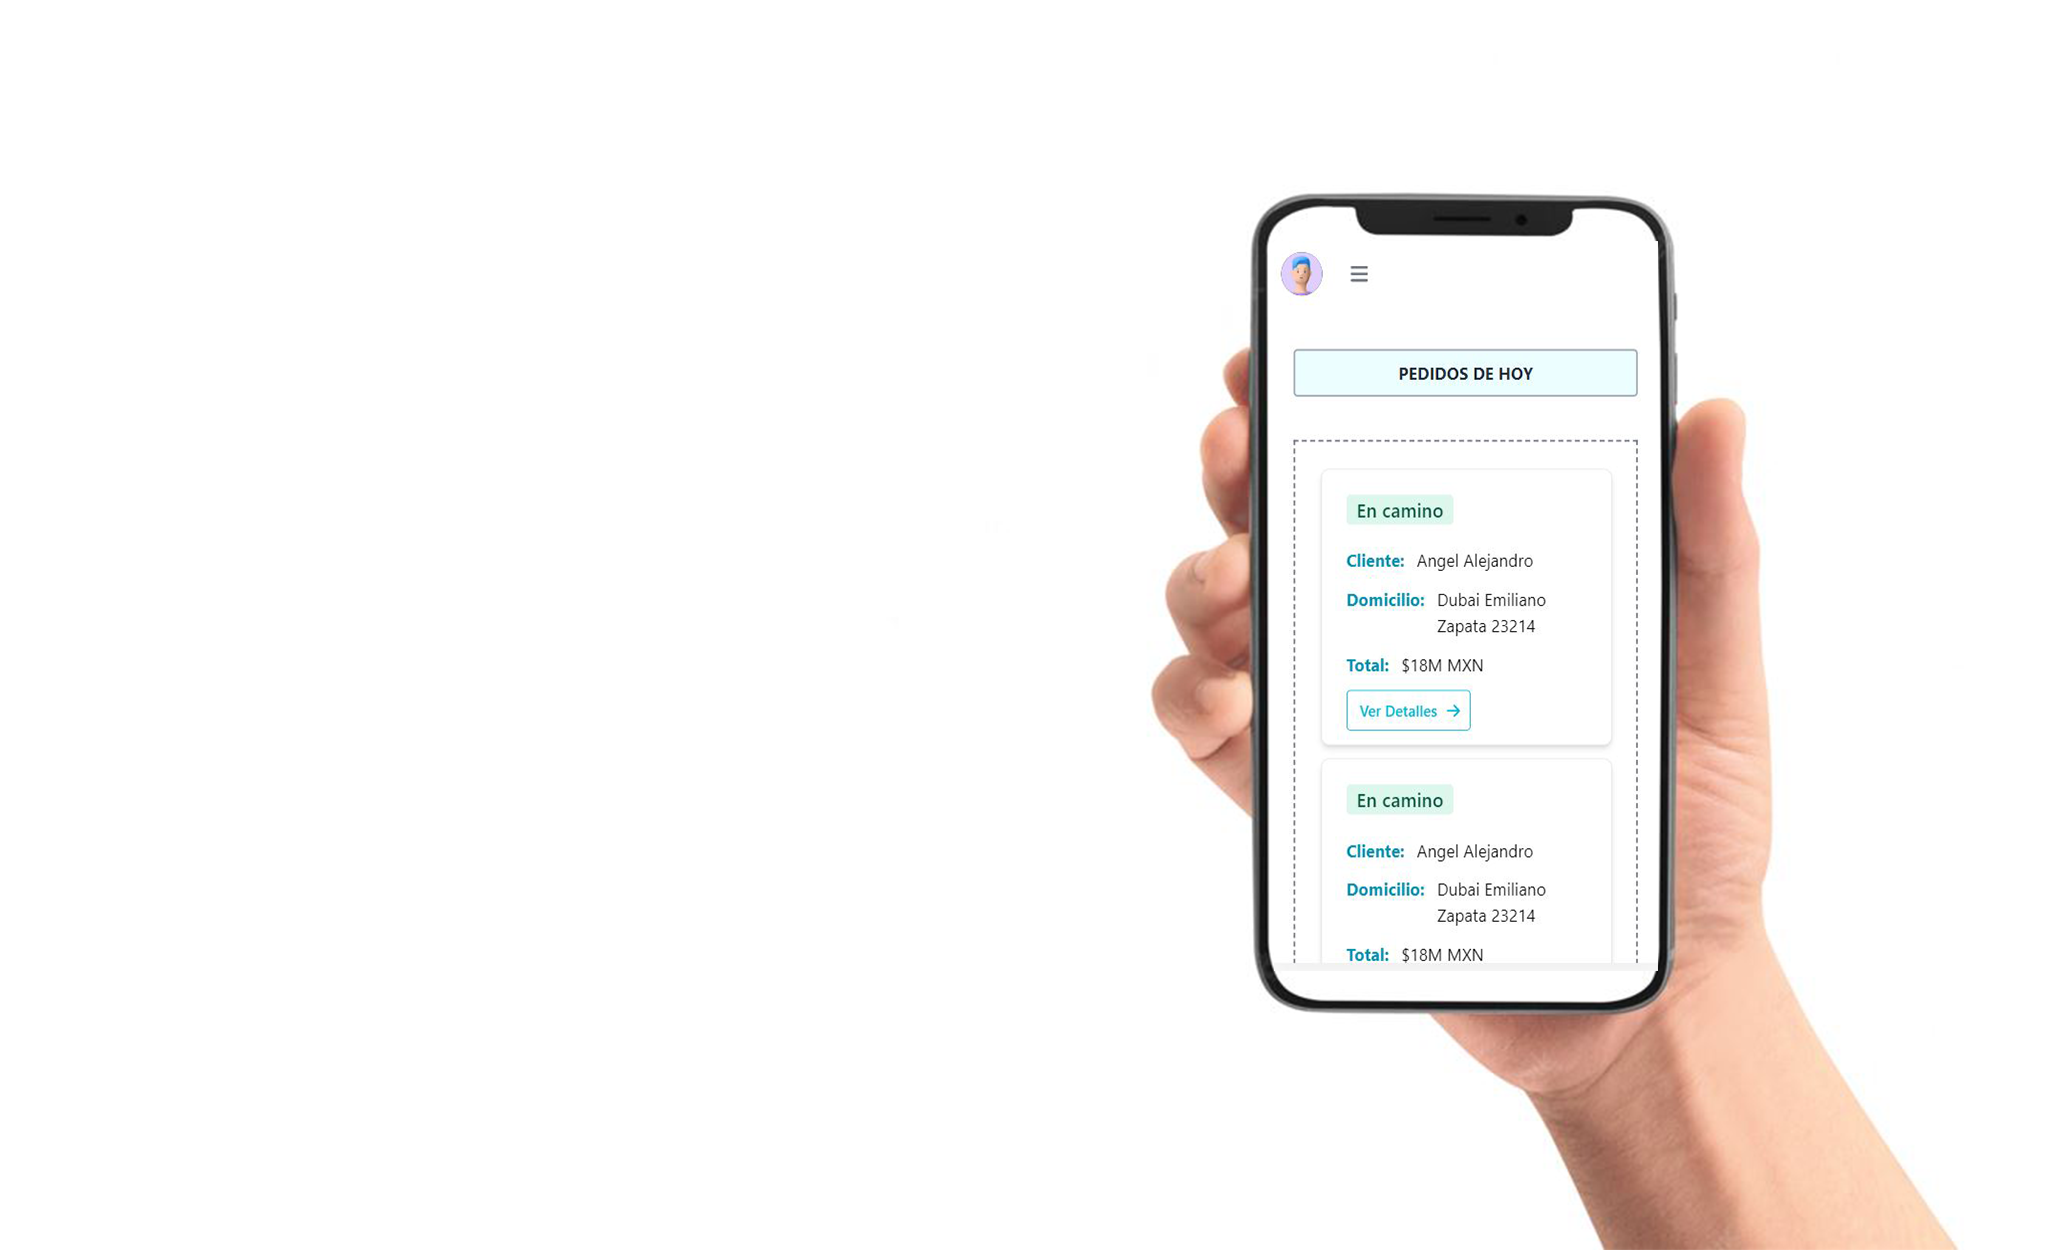 PEDIDOS DE HOY
En camino
Cliente: Angel Alejandro
Domicilio: Dubai Emiliano
Zapata 23214
Total: $18M MXN
Ver Detalles
En camino
Cliente: Angel Alejandro
Domicilio: Dubai Emiliano
Zapata 23214
Total: $18M MXN